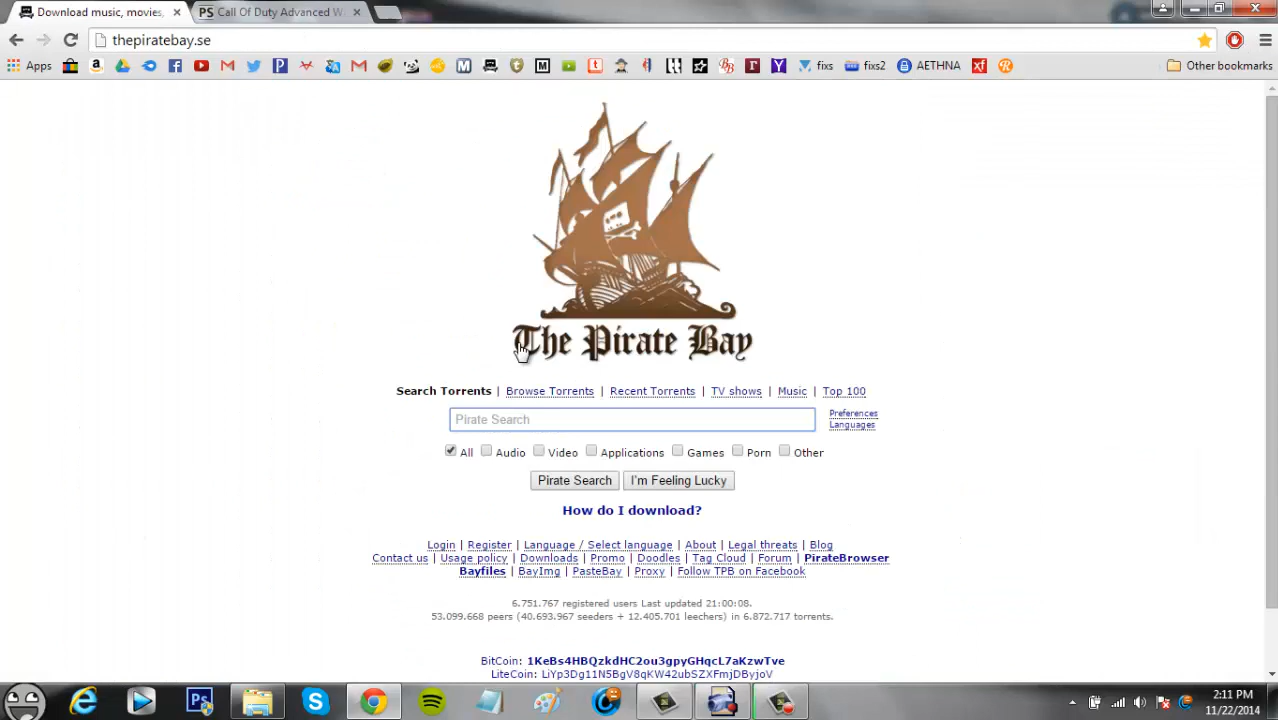 Download music, movies, Call Of Duty Advanced W
thepiratebay.se
Apps fixs fixs2 AETHNA Other bookmarks
The Pirate Bay
Search Torrents | Browse Torrents | Recent Torrents | TV shows | Music | Top 100
Pirate Search
Preferences
Languages
All Audio Video Applications Games Porn Other
Pirate Search I'm Feeling Lucky
How do I download?
Login | Register | Language / Select language | About | Legal threats | Blog
Contact us | Usage policy | Downloads | Promo | Doodles | Tag Cloud | Forum | PirateBrowser
Bayfiles | BayImg | PasteBay | Proxy | Follow TPB on Facebook
6.751.767 registered users Last updated 21:00:08.
53.099.668 peers (40.693.967 seeders + 12.405.701 leechers) in 6.872.717 torrents.
BitCoin: 1KeBs4HBQzkdHC2ou3gpyGHqcL7aKzwTve
LiteCoin: LiYp3Dg11N5BgV8qKW42ubSZXFmjDByjoV
2:11 PM
11/22/2014